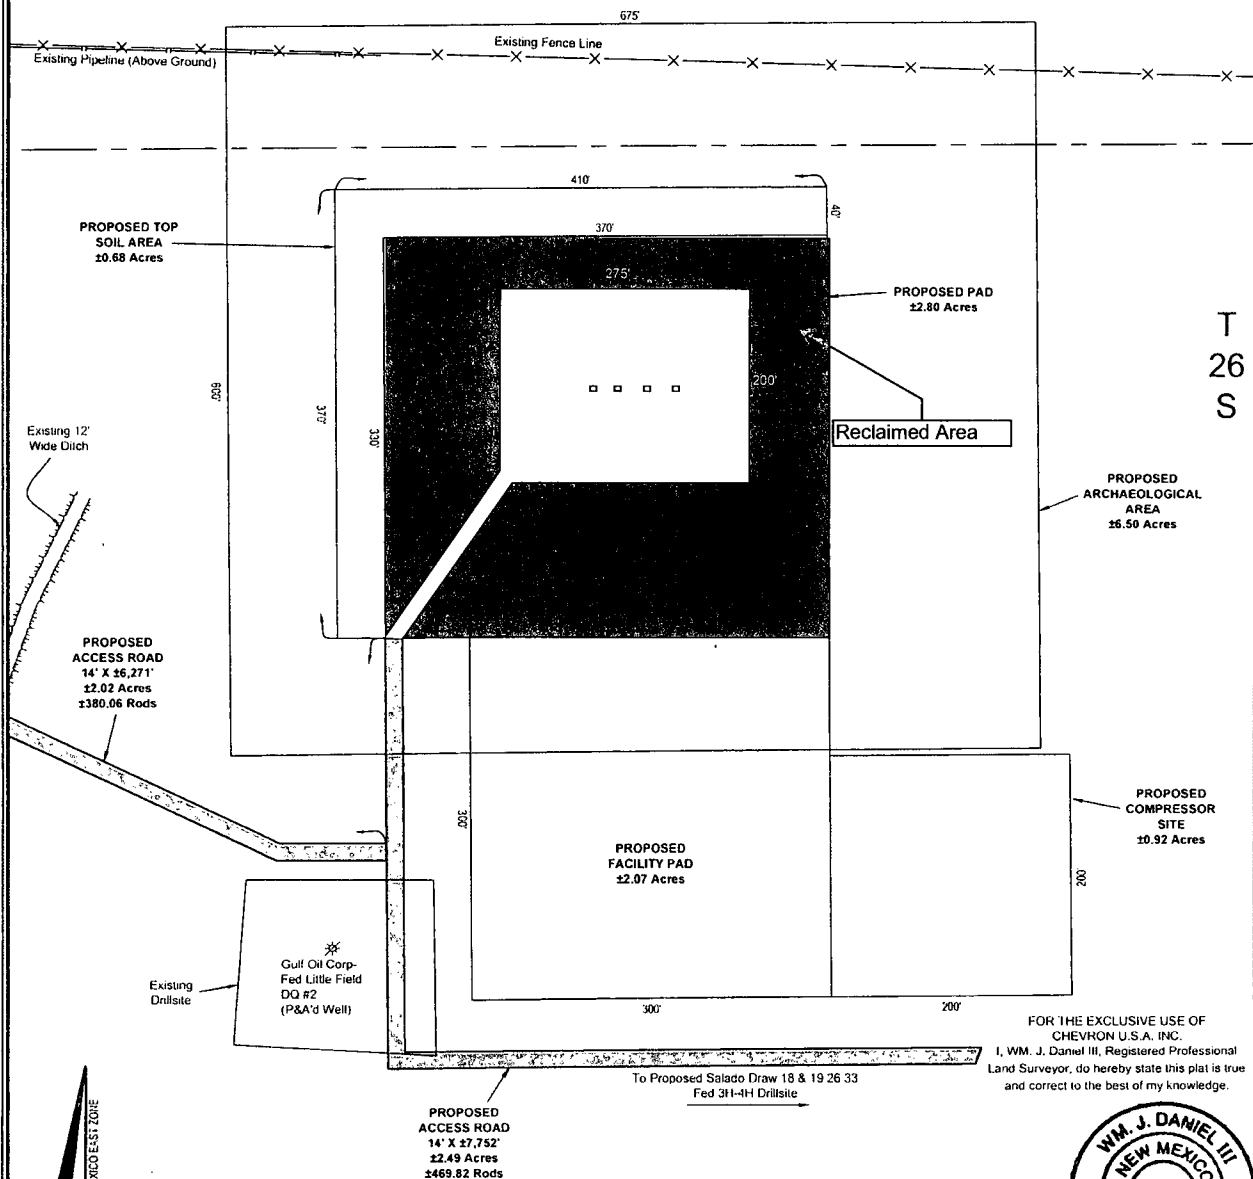 675'
Existing Fence Line
Existing Pipeline (Above Ground)
410'
40'
PROPOSED TOP
SOIL AREA
±0.68 Acres
370'
275'
PROPOSED PAD
±2.80 Acres
T
26
S
600'
370'
330'
200'
Reclaimed Area
Existing 12'
Wide Ditch
PROPOSED
ARCHAEOLOGICAL
AREA
±6.50 Acres
PROPOSED
ACCESS ROAD
14' X ±6,271'
±2.02 Acres
±380.06 Rods
300'
PROPOSED
FACILITY PAD
±2.07 Acres
PROPOSED
COMPRESSOR
SITE
±0.92 Acres
200'
Gulf Oil Corp-
Fed Little Field
DQ #2
(P&A'd Well)
Existing
Drillsite
300'
200'
FOR THE EXCLUSIVE USE OF
CHEVRON U.S.A. INC.
I, WM. J. Daniel III, Registered Professional
Land Surveyor, do hereby state this plat is true
and correct to the best of my knowledge.
To Proposed Salado Draw 18 & 19 26 33
Fed 3H-4H Drillsite
PROPOSED
ACCESS ROAD
14' X ±7,752'
±2.49 Acres
±469.82 Rods
EAST ZONE
WM. J. DANIEL III
NEW MEXICO